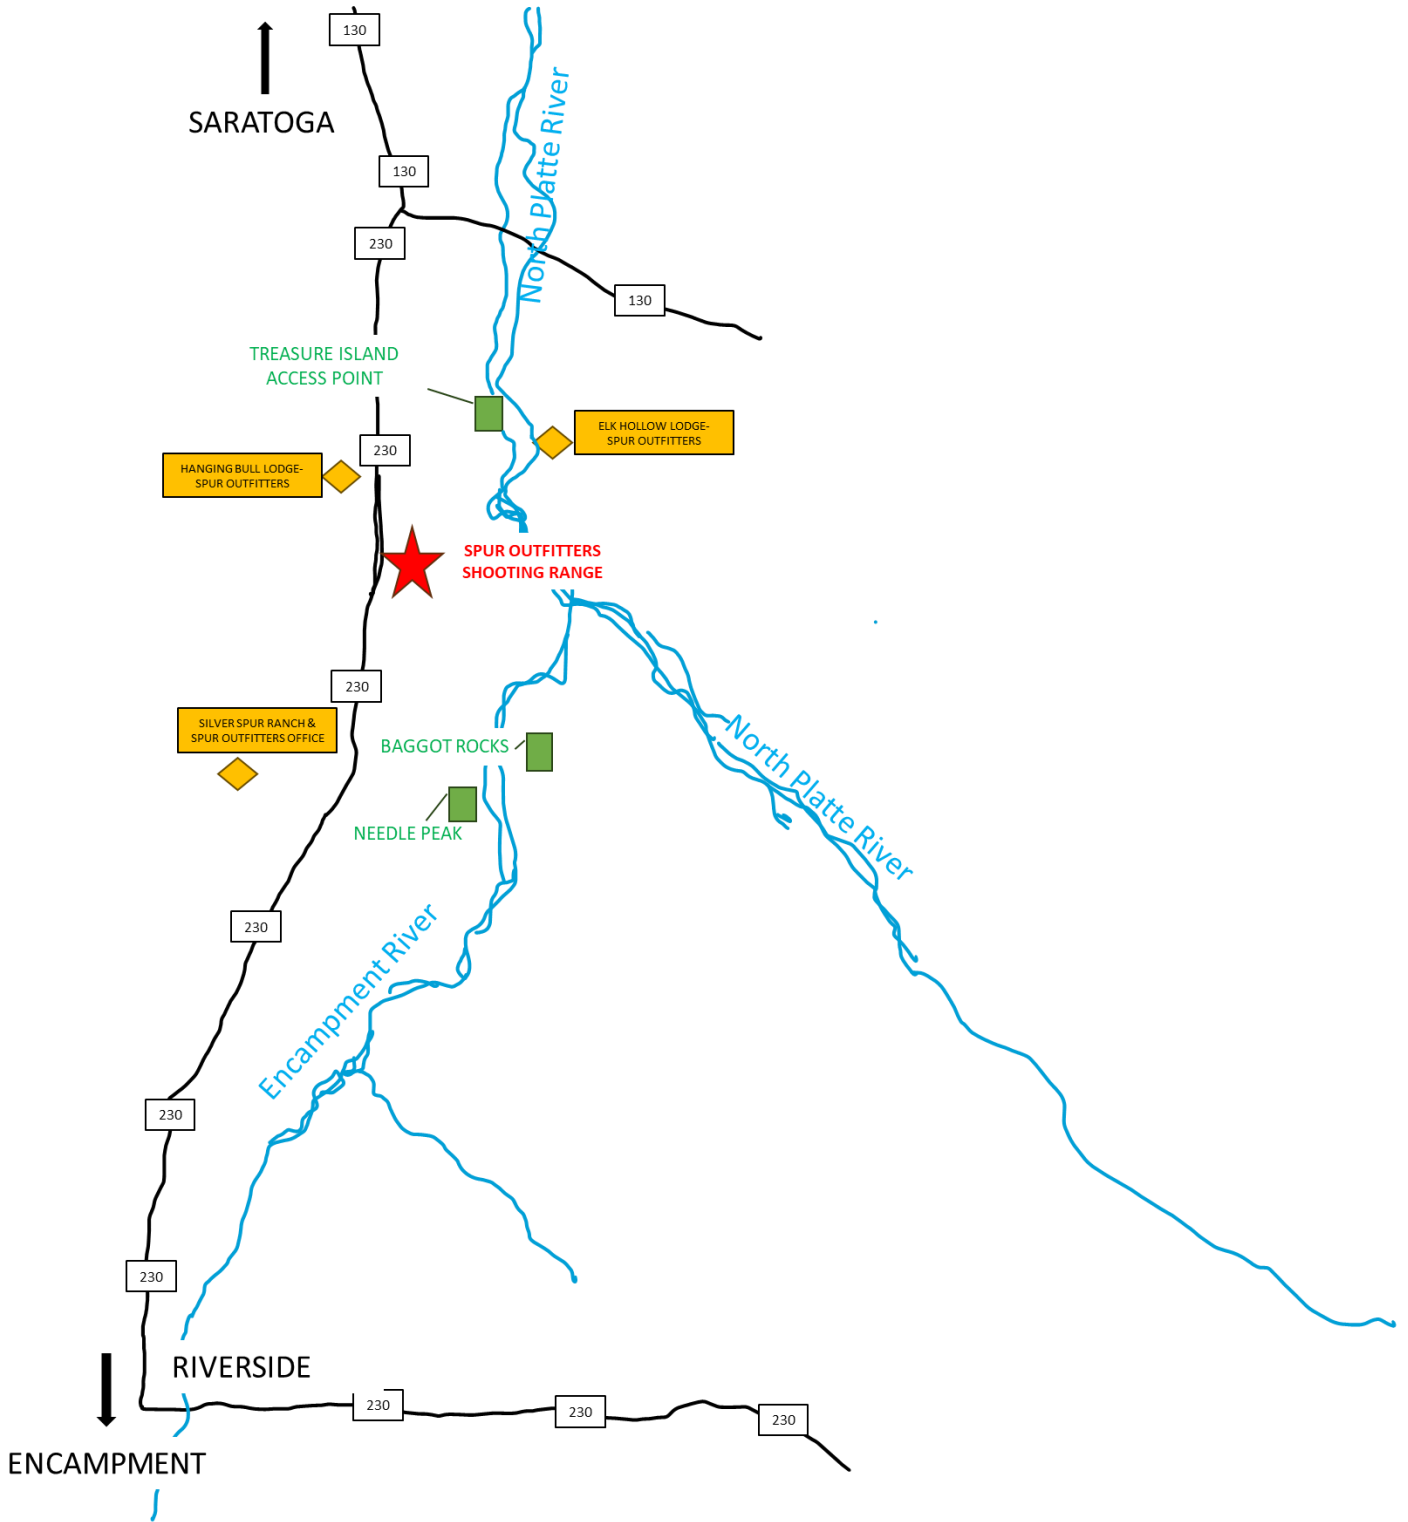 130
SARATOGA
North Platte River
130
230
130
TREASURE ISLAND
ACCESS POINT
ELK HOLLOW LODGE-
SPUR OUTFITTERS
230
HANGING BULL LODGE-
SPUR OUTFITTERS
SPUR OUTFITTERS
SHOOTING RANGE
230
SILVER SPUR RANCH &
SPUR OUTFITTERS OFFICE
BAGGOT ROCKS
North Platte River
NEEDLE PEAK
230
Encampment River
230
230
RIVERSIDE
230
230
230
ENCAMPMENT